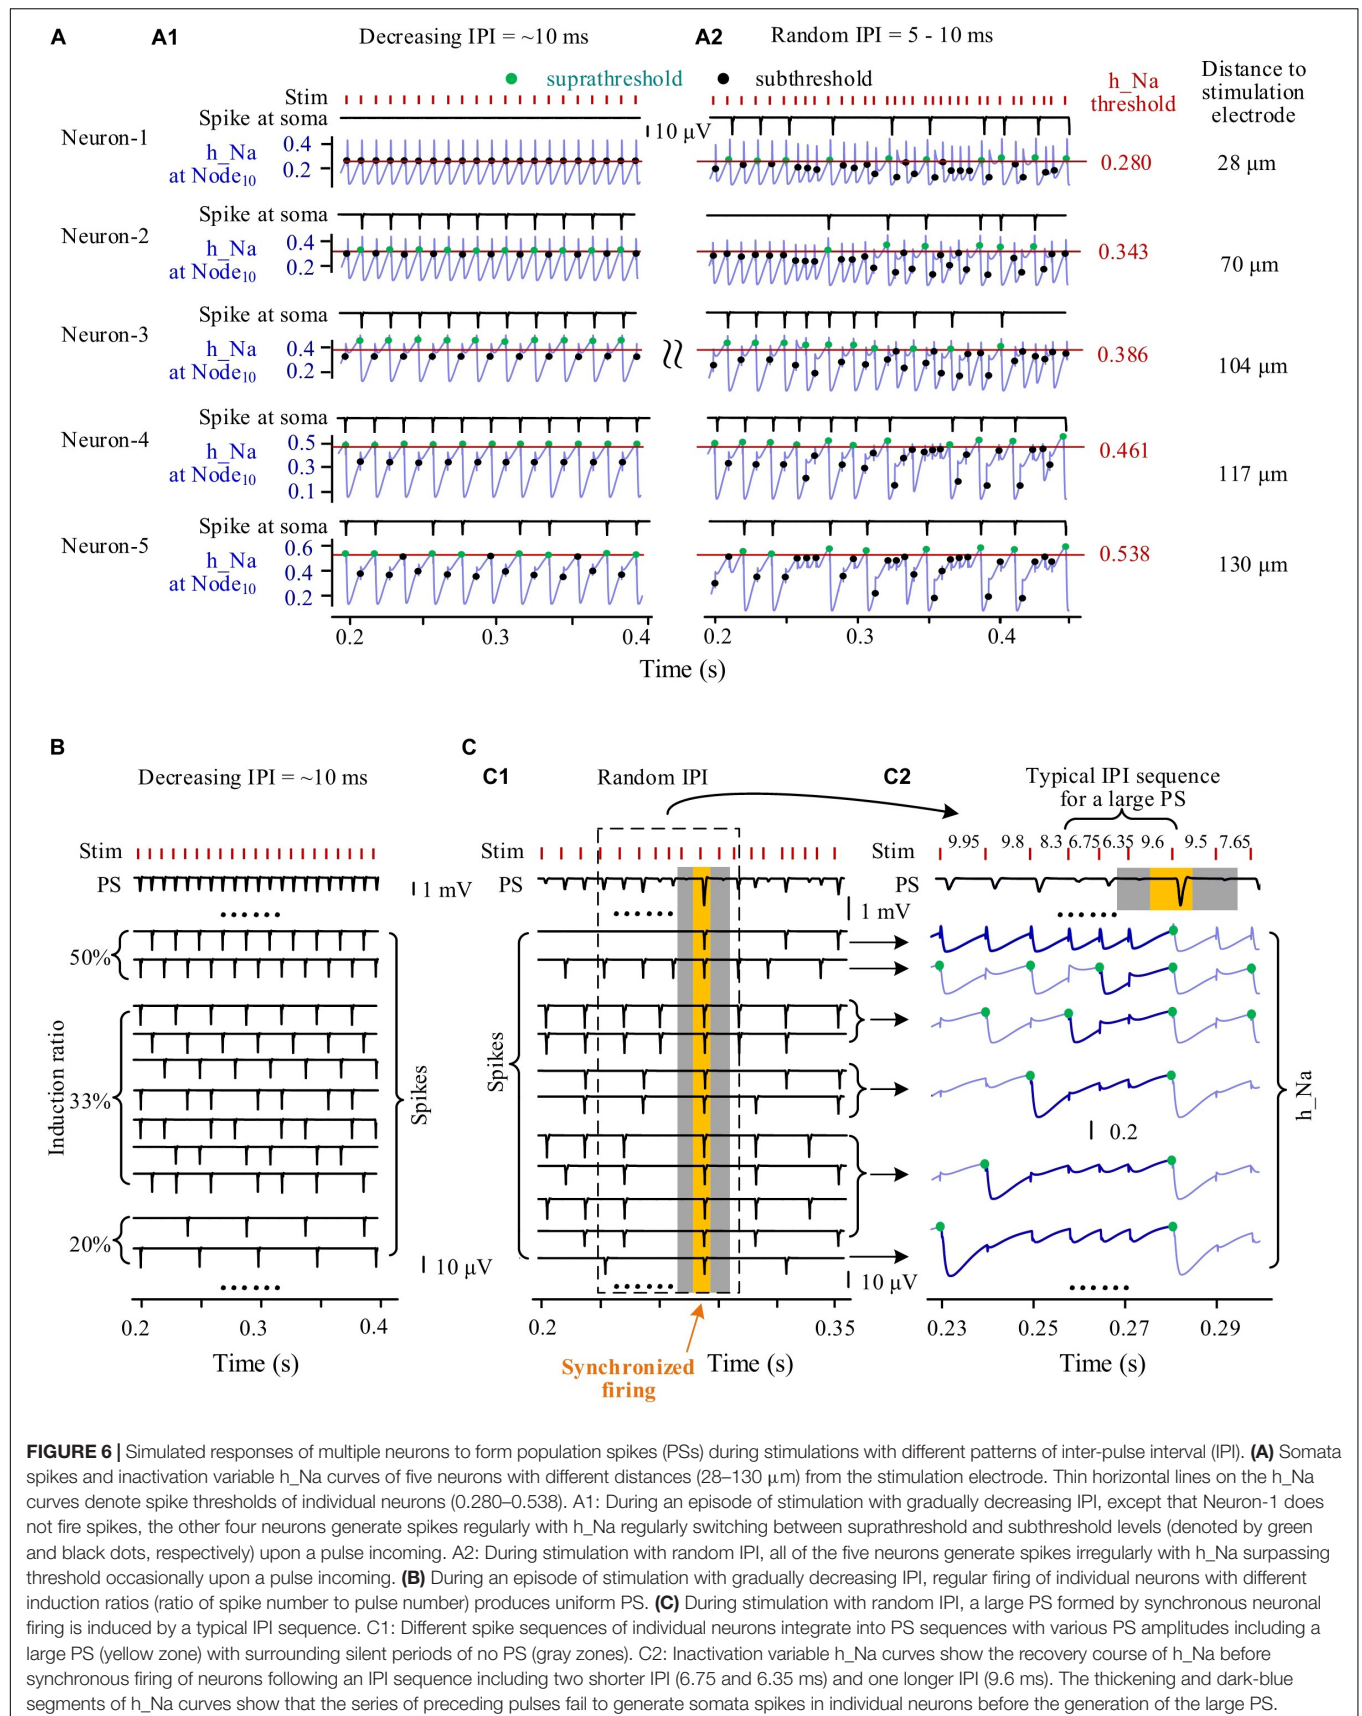 A
A1
Decreasing IPI = ~10 ms
A2
Random IPI = 5 - 10 ms
suprathreshold
subthreshold
h_Na
threshold
Distance to
stimulation
electrode
Stim
Neuron-1
Spike at soma
10 µV
h_Na
at Node10
0.4
0.2
0.280
28 µm
Neuron-2
Spike at soma
h_Na
at Node10
0.4
0.2
0.343
70 µm
Neuron-3
Spike at soma
h_Na
at Node10
0.4
0.2
0.386
104 µm
Neuron-4
Spike at soma
h_Na
at Node10
0.5
0.3
0.1
0.461
117 µm
Neuron-5
Spike at soma
h_Na
at Node10
0.6
0.4
0.2
0.538
130 µm
0.2 0.3 0.4 0.2 0.3 0.4
Time (s)
B
Decreasing IPI = ~10 ms
Stim
PS
1 mV
50%
Induction ratio
33%
20%
Spikes
10 µV
0.2 0.3 0.4
Time (s)
C
C1
Random IPI
Stim
PS
1 mV
Spikes
10 µV
0.2 0.35
Synchronized
firing
Time (s)
C2
Typical IPI sequence
for a large PS
9.95 9.8 8.3 6.75 6.35 9.6 9.5 7.65
Stim
PS
h_Na
0.2
0.23 0.25 0.27 0.29
Time (s)
FIGURE 6 | Simulated responses of multiple neurons to form population spikes (PSs) during stimulations with different patterns of inter-pulse interval (IPI). (A) Somata
spikes and inactivation variable h_Na curves of five neurons with different distances (28–130 µm) from the stimulation electrode. Thin horizontal lines on the h_Na
curves denote spike thresholds of individual neurons (0.280–0.538). A1: During an episode of stimulation with gradually decreasing IPI, except that Neuron-1 does
not fire spikes, the other four neurons generate spikes regularly with h_Na regularly switching between suprathreshold and subthreshold levels (denoted by green
and black dots, respectively) upon a pulse incoming. A2: During stimulation with random IPI, all of the five neurons generate spikes irregularly with h_Na surpassing
threshold occasionally upon a pulse incoming. (B) During an episode of stimulation with gradually decreasing IPI, regular firing of individual neurons with different
induction ratios (ratio of spike number to pulse number) produces uniform PS. (C) During stimulation with random IPI, a large PS formed by synchronous neuronal
firing is induced by a typical IPI sequence. C1: Different spike sequences of individual neurons integrate into PS sequences with various PS amplitudes including a
large PS (yellow zone) with surrounding silent periods of no PS (gray zones). C2: Inactivation variable h_Na curves show the recovery course of h_Na before
synchronous firing of neurons following an IPI sequence including two shorter IPI (6.75 and 6.35 ms) and one longer IPI (9.6 ms). The thickening and dark-blue
segments of h_Na curves show that the series of preceding pulses fail to generate somata spikes in individual neurons before the generation of the large PS.